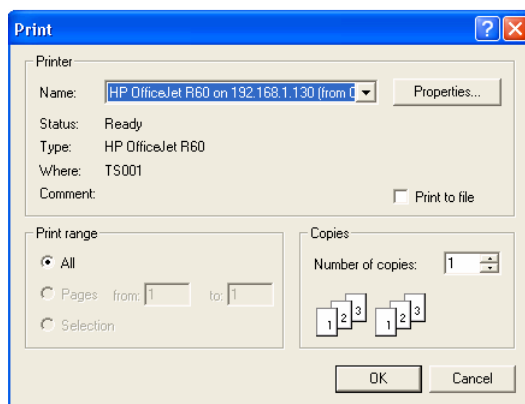 Print
Printer
Name: HP OfficeJet R60 on 192.168.1.130 (from Properties...
Status: Ready
Type: HP OfficeJet R60
Where: TS001
Comment: Print to file
Print range
All
Pages from: 1 to: 1
Selection
Copies
Number of copies: 1
1 2 3 1 2 3
OK Cancel